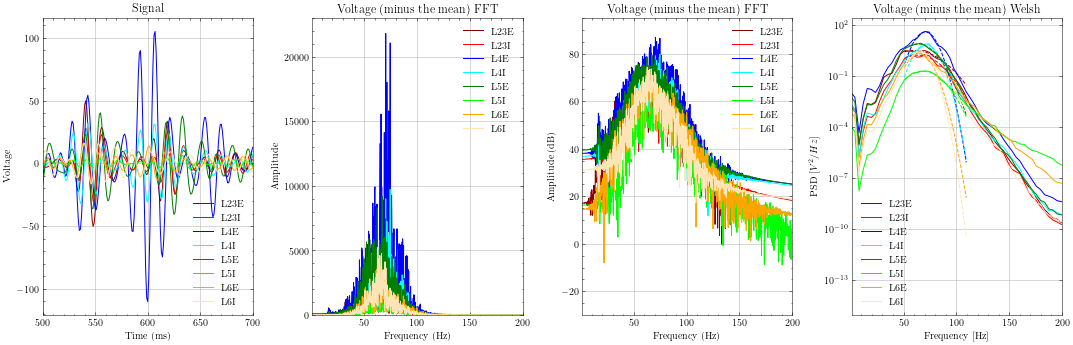 Signal
Voltage
100
50
0
−50
−100
500
550
600
650
700
Time (ms)
L23E
L23I
L4E
L4I
L5E
L5I
L6E
L6I
Voltage (minus the mean) FFT
Amplitude
20000
15000
10000
5000
0
50
100
150
200
Frequency (Hz)
L23E
L23I
L4E
L4I
L5E
L5I
L6E
L6I
Voltage (minus the mean) FFT
Amplitude (dB)
80
60
40
20
0
−20
50
100
150
200
Frequency (Hz)
L23E
L23I
L4E
L4I
L5E
L5I
L6E
L6I
Voltage (minus the mean) Welsh
PSD [V²/Hz]
10²
10⁻¹
10⁻⁴
10⁻⁷
10⁻¹⁰
10⁻¹³
50
100
150
200
Frequency [Hz]
L23E
L23I
L4E
L4I
L5E
L5I
L6E
L6I